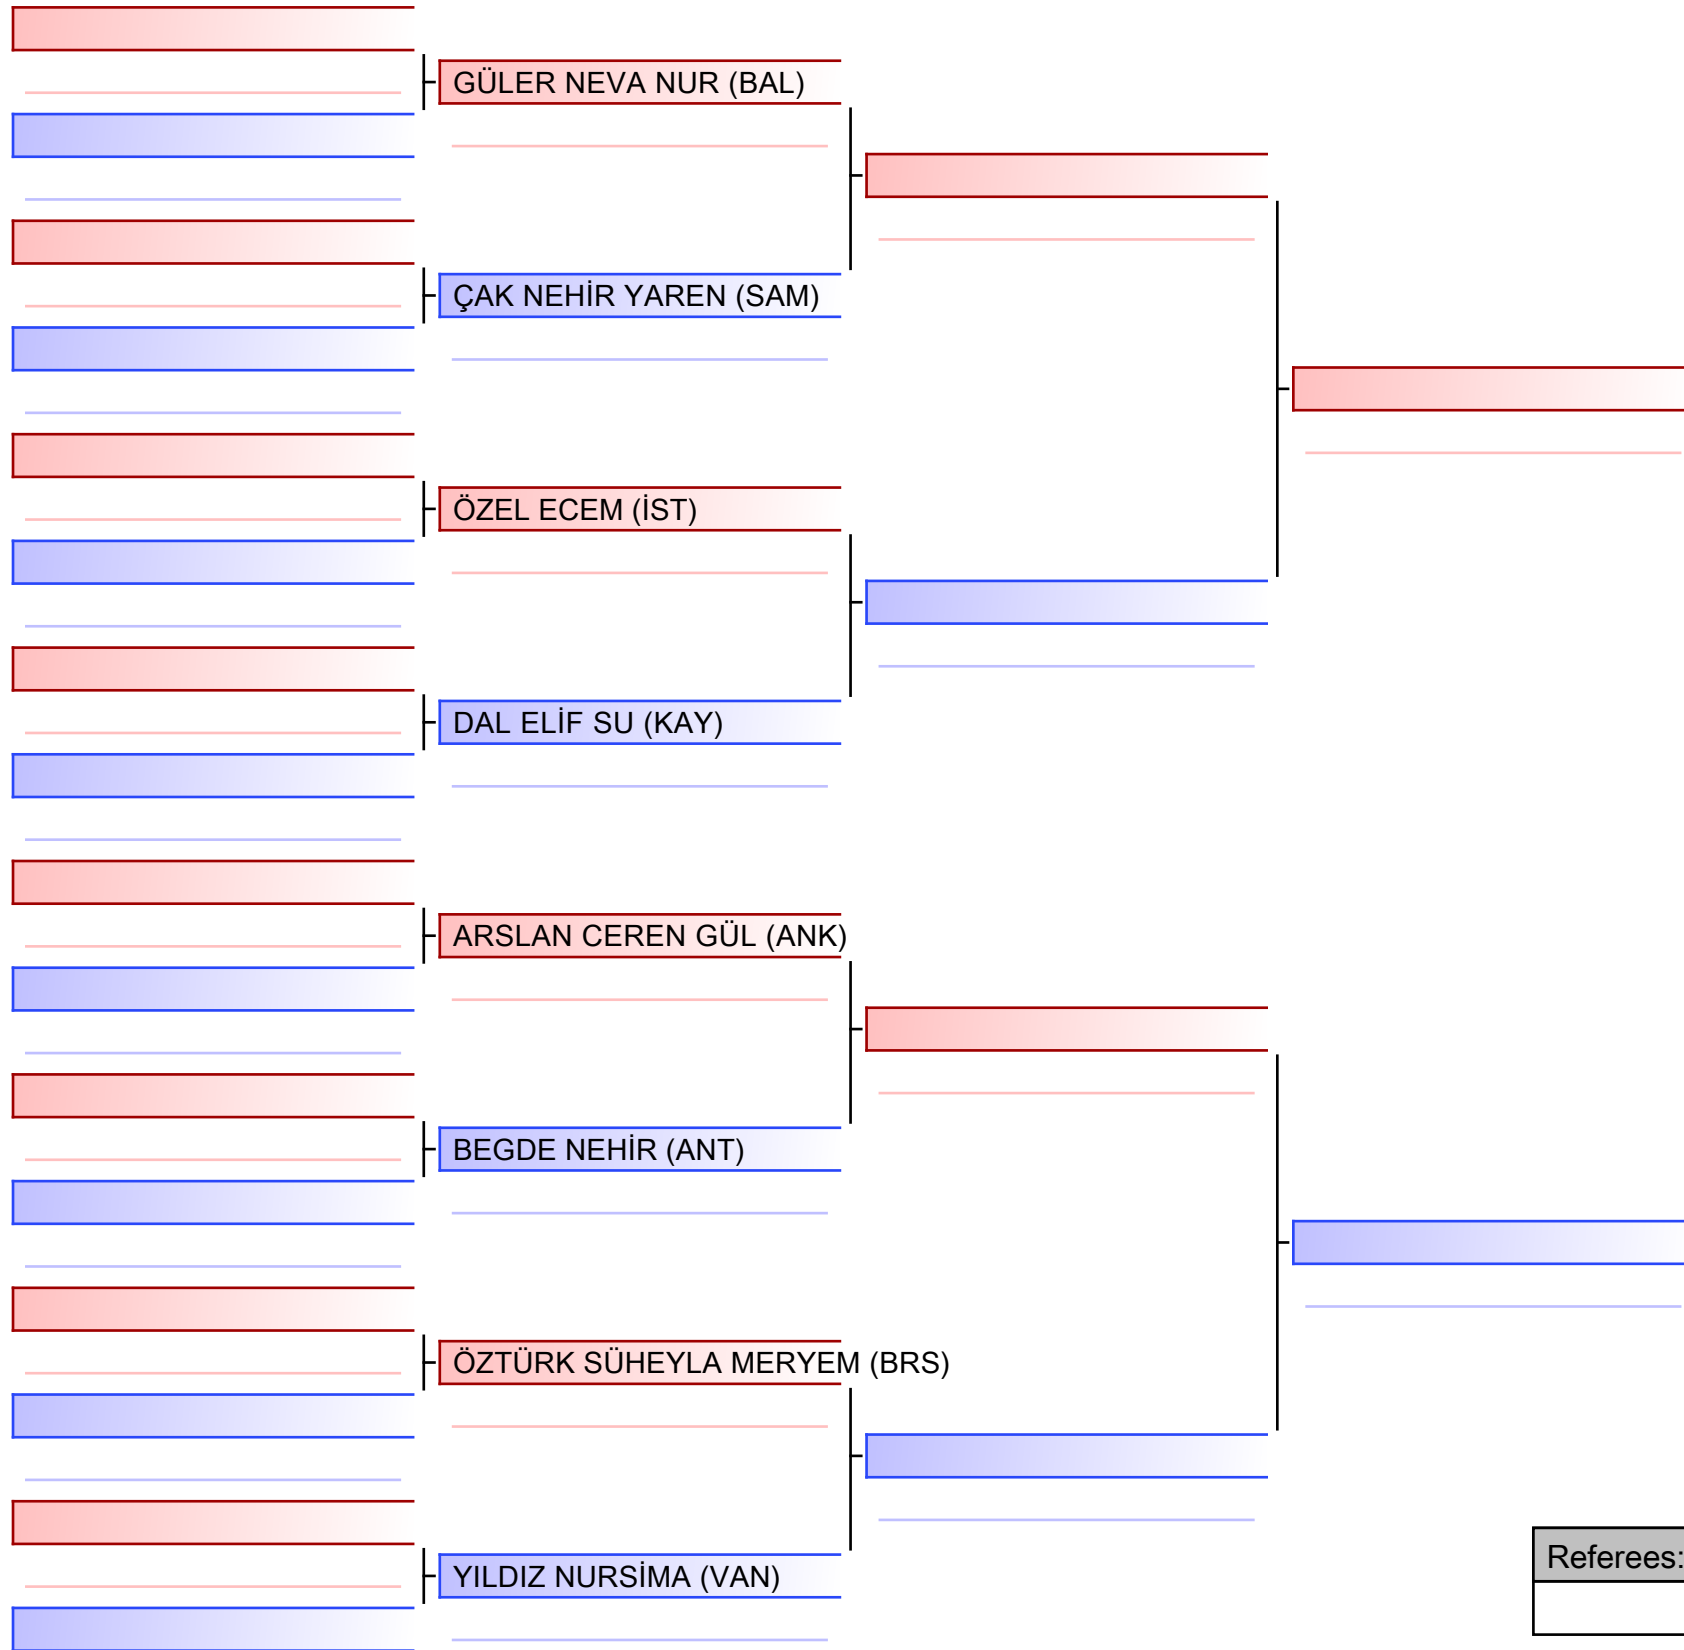 GÜLER NEVA NUR (BAL)
ÇAK NEHİR YAREN (SAM)
ÖZEL ECEM (İST)
DAL ELİF SU (KAY)
ARSLAN CEREN GÜL (ANK)
BEGDE NEHİR (ANT)
ÖZTÜRK SÜHEYLA MERYEM (BRS)
YILDIZ NURSİMA (VAN)
Referees: